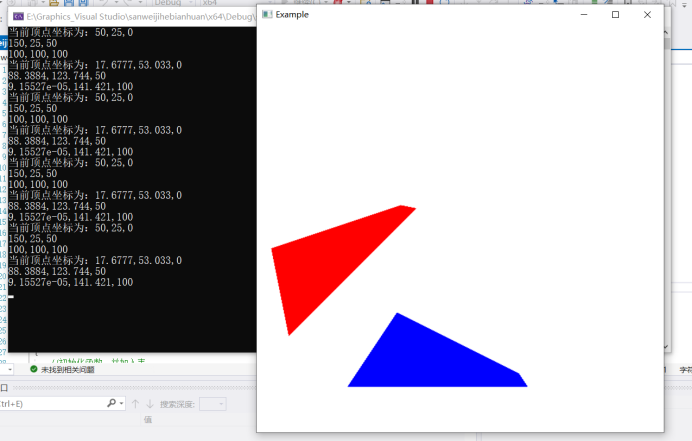 E:\Graphics_Visual Studio\sanweijihebianhuan\x64\Debug\
Example
当前顶点坐标为: 50,25,0
150,25,50
100,100,100
当前顶点坐标为: 17.6777,53.033,0
88.3884,123.744,50
9.15527e-05,141.421,100
当前顶点坐标为: 50,25,0
150,25,50
100,100,100
当前顶点坐标为: 17.6777,53.033,0
88.3884,123.744,50
9.15527e-05,141.421,100
当前顶点坐标为: 50,25,0
150,25,50
100,100,100
当前顶点坐标为: 17.6777,53.033,0
88.3884,123.744,50
9.15527e-05,141.421,100
当前顶点坐标为: 50,25,0
150,25,50
100,100,100
当前顶点坐标为: 17.6777,53.033,0
88.3884,123.744,50
9.15527e-05,141.421,100
未找到相关问题
字符
口
Ctrl+E)
搜索深度:
值